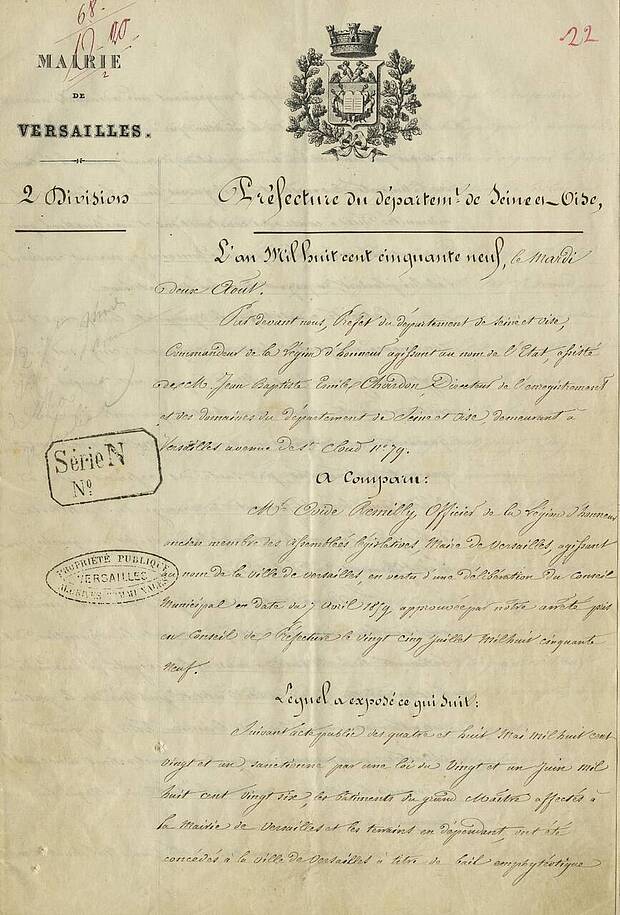 68
20
22
MAIRIE
DE
VERSAILLES.
2 Division
Préfecture du départem.t de Seine et Oise,
L'an Mil huit cent cinquante neuf, le Mardi
deux Août.
Par devant nous, Préfet du département de Seine et Oise,
Commandeur de la Légion d'honneur agissant au nom de l'Etat, assisté
de M. Jean Baptiste Emile Chardon, Directeur de l'enregistrement
et des domaines du département de Seine et Oise, demeurant à
Versailles avenue de St. Cloud No. 79.
A Comparu:
Mr. Ovide Remilly, Officier de la Légion d'honneur
ancien membre des Assemblées législatives, Maire de Versailles, agissant
au nom de la ville de Versailles, en vertu d'une délibération du Conseil
Municipal en date du 7 Avril 1859 approuvée par notre arrêté pris
en Conseil de Préfecture le vingt cinq juillet Mil huit cinquante
neuf.
Lequel a exposé ce qui suit:
Suivant acte public des quatre et huit Mai Mil huit cent
vingt et un, sanctionné par une loi du Vingt et un Juin Mil
huit cent vingt six, les bâtiments du grand Maître affectés à
la Mairie de Versailles et les terrains en dépendant, ont été
concédés à la ville de Versailles à titre de bail emphytéotique
Série N
No
PROPRIÉTÉ PUBLIQUE
VERSAILLES
ARCHIVES COMMUNALES